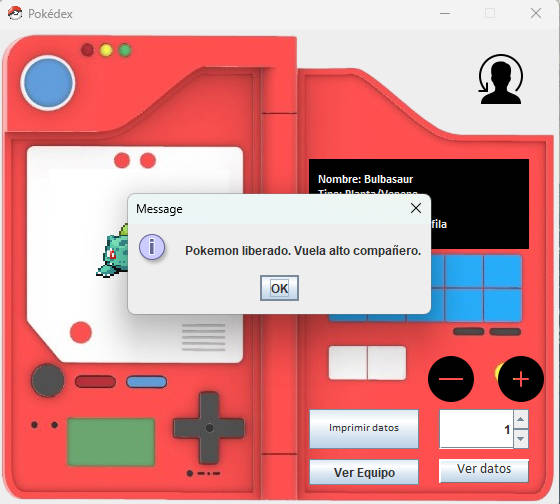 Pokédex
Nombre: Bulbasaur
Tipo: Planta/Veneno
fila
Message
Pokemon liberado. Vuela alto compañero.
OK
Imprimir datos
1
Ver Equipo
Ver datos